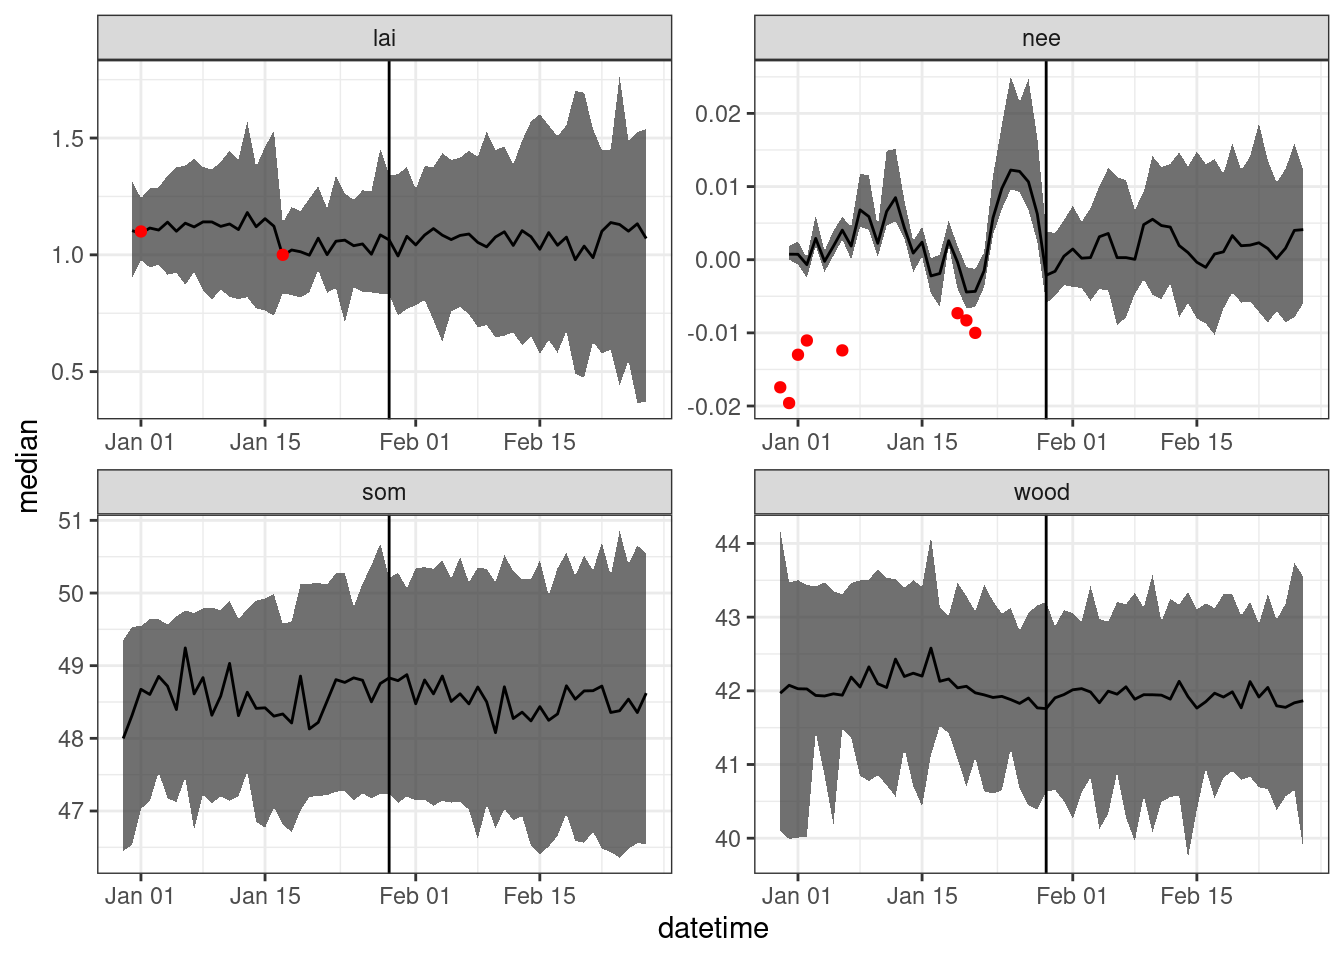 lai
nee
1.5
1.0
0.5
0.02
0.01
0.00
-0.01
-0.02
Jan 01 Jan 15 Feb 01 Feb 15
Jan 01 Jan 15 Feb 01 Feb 15
median
som
wood
51
50
49
48
47
44
43
42
41
40
Jan 01 Jan 15 Feb 01 Feb 15
Jan 01 Jan 15 Feb 01 Feb 15
datetime